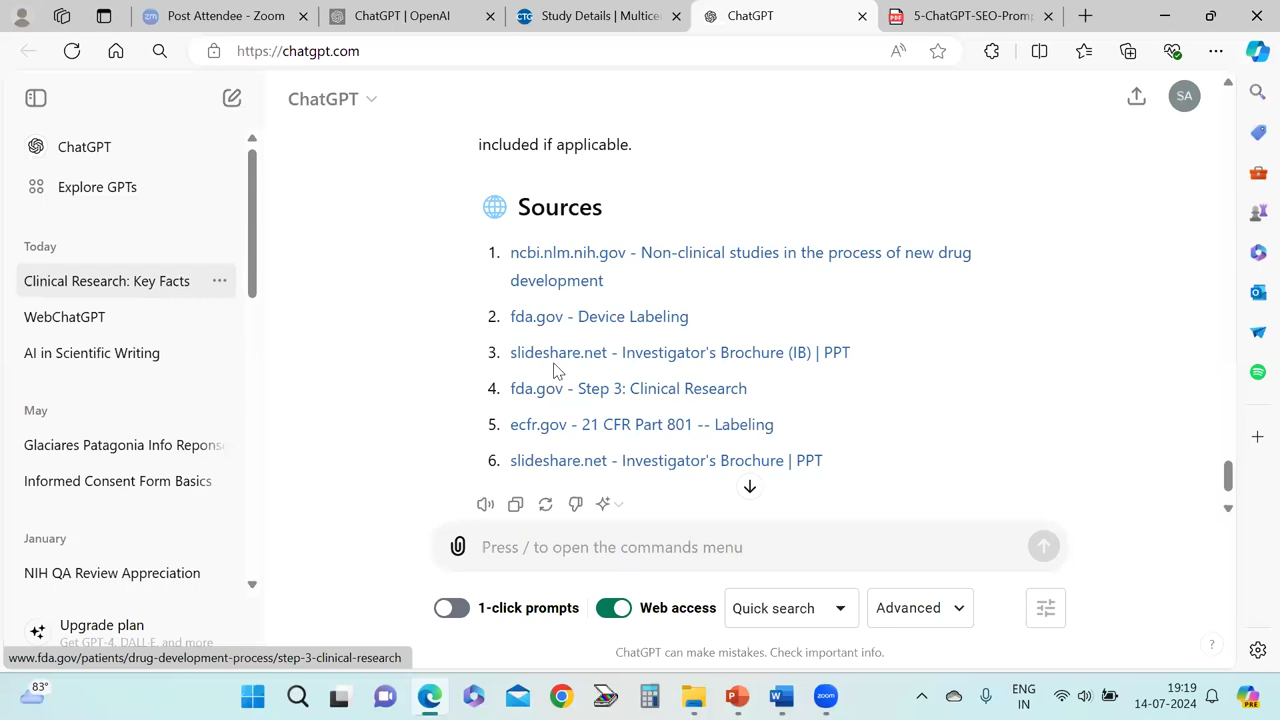 Zoom Attendee - Zoom
ChatGPT | OpenAI
CTG
Study Details | Multice
ChatGPT
PDF
5-ChatGPT-SEO-Promp
https://chatgpt.com
ChatGPT
SA
ChatGPT
Explore GPTs
Today
Clinical Research: Key Facts
WebChatGPT
AI in Scientific Writing
May
Glaciares Patagonia Info Repons
Informed Consent Form Basics
January
NIH QA Review Appreciation
Upgrade plan
Get GPT-4, DALL·E, and more
included if applicable.
Sources
1. ncbi.nlm.nih.gov - Non-clinical studies in the process of new drug
development
2. fda.gov - Device Labeling
3. slideshare.net - Investigator's Brochure (IB) | PPT
4. fda.gov - Step 3: Clinical Research
5. ecfr.gov - 21 CFR Part 801 -- Labeling
6. slideshare.net - Investigator's Brochure | PPT
Press / to open the commands menu
1-click prompts
Web access
Quick search
Advanced
ChatGPT can make mistakes. Check important info.
?
www.fda.gov/patients/drug-development-process/step-3-clinical-research
83°
zoom
ENG
IN
19:19
14-07-2024
PRE